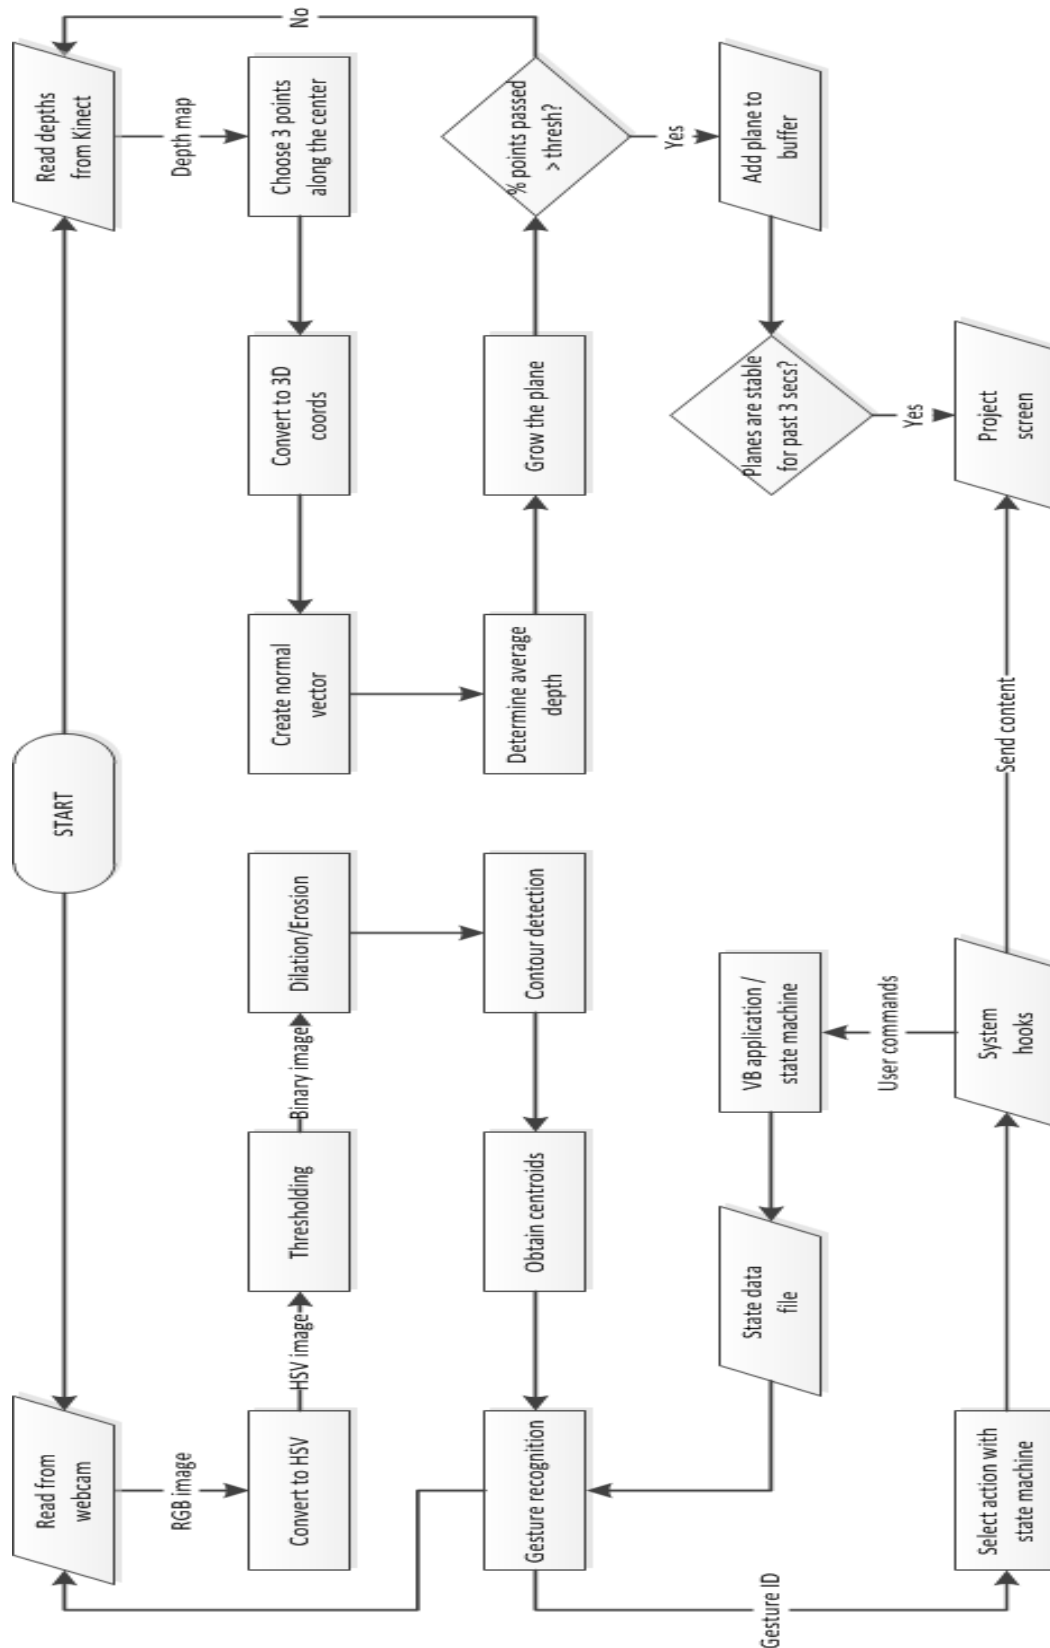 START
Read from
webcam
RGB image
Convert to HSV
HSV image
Thresholding
Binary image
Dilation/Erosion
Contour detection
Obtain centroids
Gesture recognition
Gesture ID
Select action with
state machine
System
hooks
User commands
VB application /
state machine
State data
file
Send content
Read depths
from Kinect
Depth map
Choose 3 points
along the center
Convert to 3D
coords
Create normal
vector
Determine average
depth
Grow the plane
% points passed
> thresh?
No
Yes
Add plane to
buffer
Planes are stable
for past 3 secs?
Yes
Project
screen